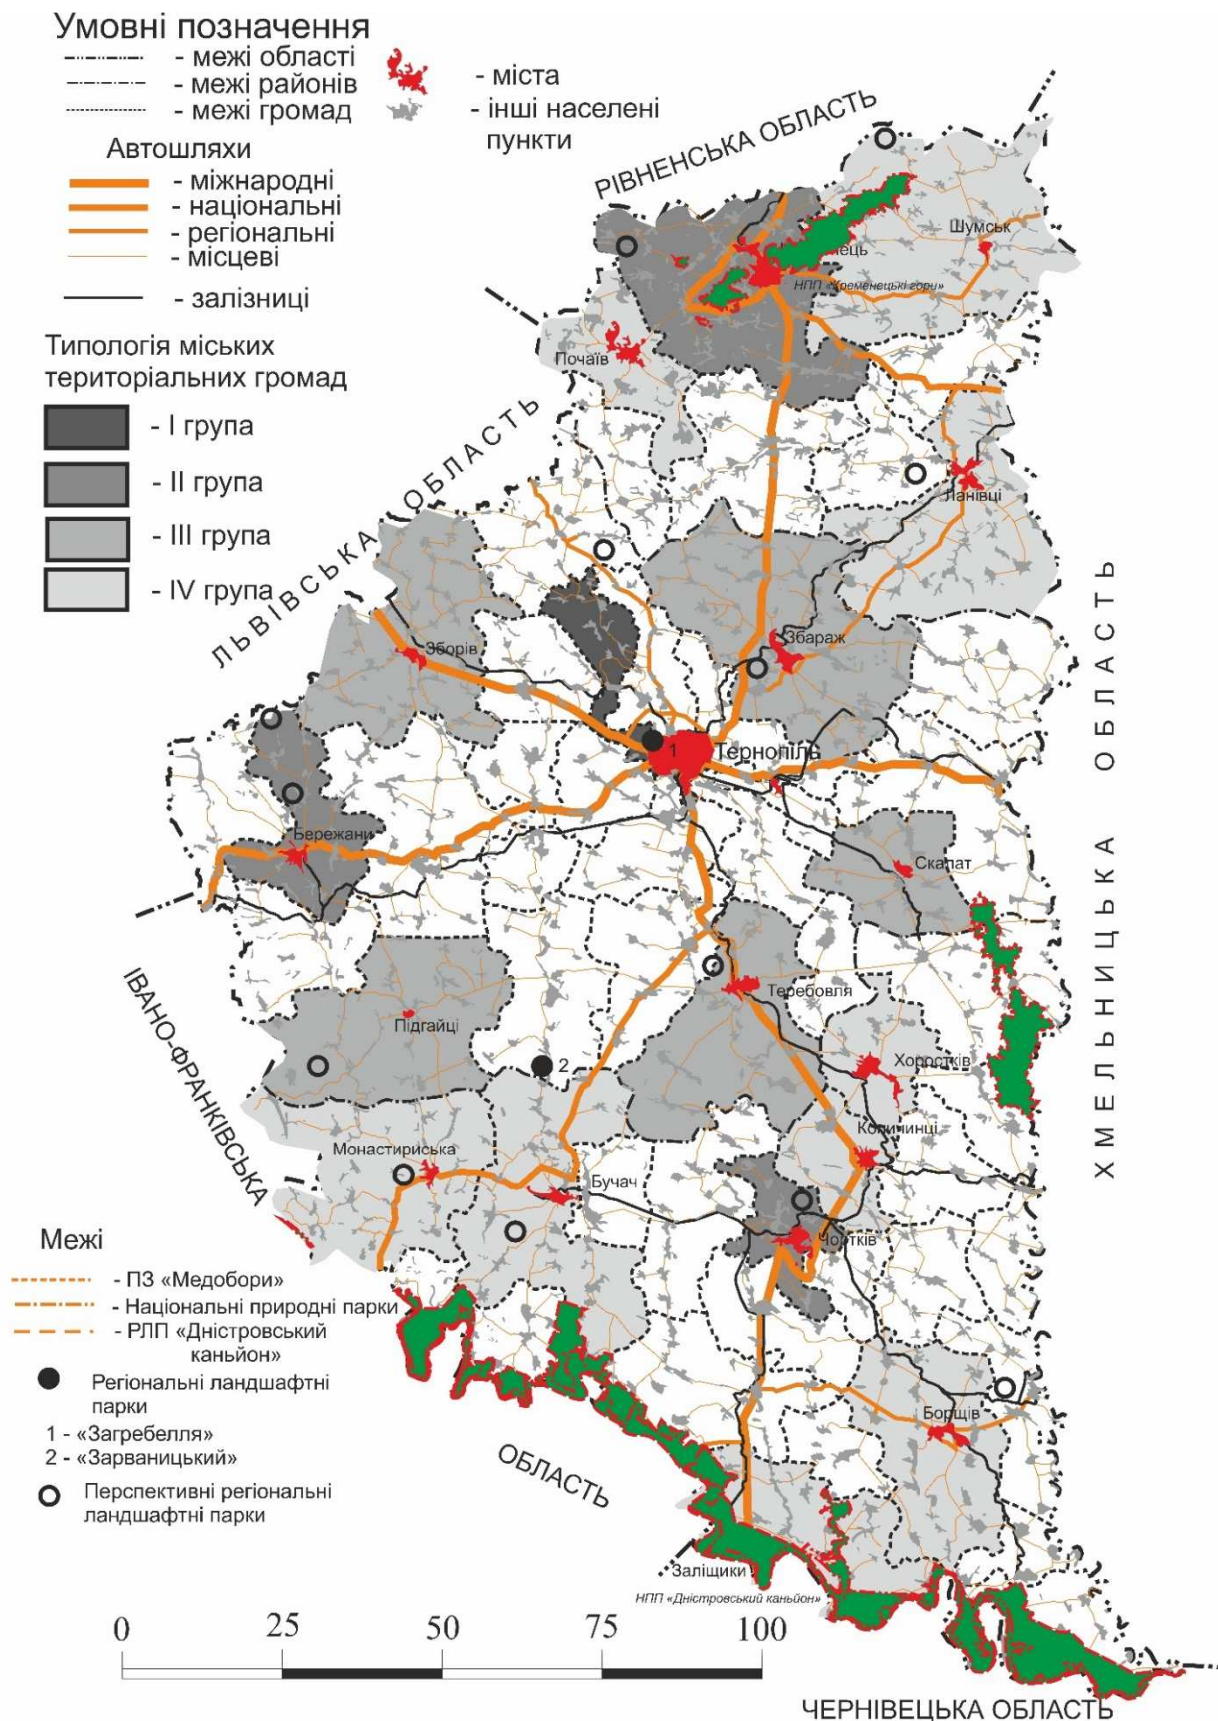 Умовні позначення
- межі області
- межі районів
- межі громад
- міста
- інші населені
пункти
Автошляхи
- міжнародні
- національні
- регіональні
- місцеві
- залізниці
Типологія міських
територіальних громад
- І група
- ІІ група
- ІІІ група
- IV група
РІВНЕНСЬКА ОБЛАСТЬ
ЛЬВІВСЬКА ОБЛАСТЬ
ХМЕЛЬНИЦЬКА ОБЛАСТЬ
ІВАНО-ФРАНКІВСЬКА
ОБЛАСТЬ
ЧЕРНІВЕЦЬКА ОБЛАСТЬ
Шумськ
нець
НПП «Кременецькі гори»
Почаїв
Ланівці
Збараж
Зборів
1
Тернопіль
Бережани
Скалат
Теребовля
Підгайці
Хоростків
2
Копичинці
Монастириська
Бучач
Чортків
Борщів
Заліщики
НПП «Дністровський каньйон»
Межі
- ПЗ «Медобори»
- Національні природні парки
- РЛП «Дністровський
каньйон»
Регіональні ландшафтні
парки
1 - «Загребелля»
2 - «Зарваницький»
Перспективні регіональні
ландшафтні парки
0 25 50 75 100